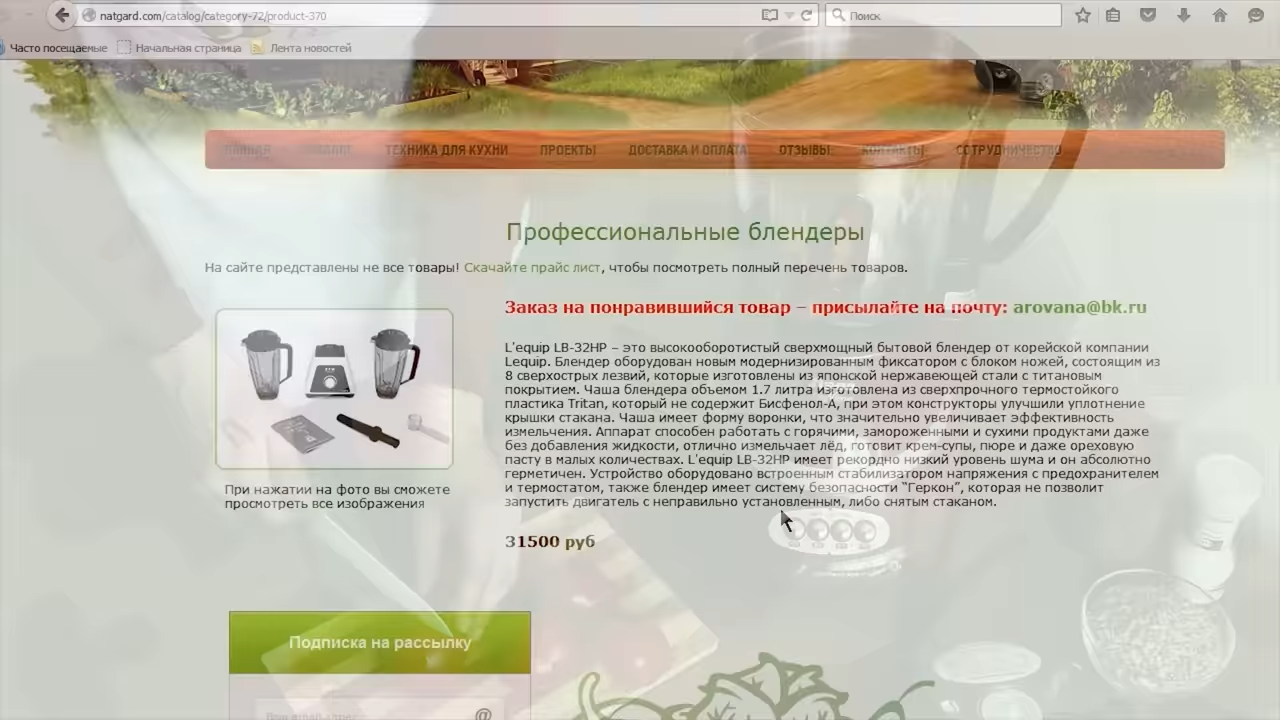 natgard.com/catalog/category-72/product-370
Поиск
Часто посещаемые
Начальная страница
Лента новостей
ТЕХНИКА ДЛЯ КУХНИ
ПРОЕКТЫ
ДОСТАВКА И ОПЛАТА
ОТЗЫВЫ
КОНТАКТЫ
СОТРУДНИЧЕСТВО
Профессиональные блендеры
На сайте представлены не все товары! Скачайте прайс лист, чтобы посмотреть полный перечень товаров.
Заказ на понравившийся товар – присылайте на почту: arovana@bk.ru
L'equip LB-32HP – это высокооборотистый сверхмощный бытовой блендер от корейской компании
Lequip. Блендер оборудован новым модернизированным фиксатором с блоком ножей, состоящим из
8 сверхострых лезвий, которые изготовлены из японской нержавеющей стали с титановым
покрытием. Чаша блендера объемом 1.7 литра изготовлена из сверхпрочного термостойкого
пластика Tritan, который не содержит Бисфенол-А, при этом конструкторы улучшили уплотнение
крышки стакана. Чаша имеет форму воронки, что значительно увеличивает эффективность
измельчения. Аппарат способен работать с горячими, замороженными и сухими продуктами даже
без добавления жидкости, отлично измельчает лёд, готовит крем-супы, пюре и даже ореховую
пасту в малых количествах. L'equip LB-32HP имеет рекордно низкий уровень шума и он абсолютно
герметичен. Устройство оборудовано встроенным стабилизатором напряжения с предохранителем
и термостатом, также блендер имеет систему безопасности “Геркон”, которая не позволит
запустить двигатель с неправильно установленным, либо снятым стаканом.
31500 руб
При нажатии на фото вы сможете
просмотреть все изображения
Подписка на рассылку
@